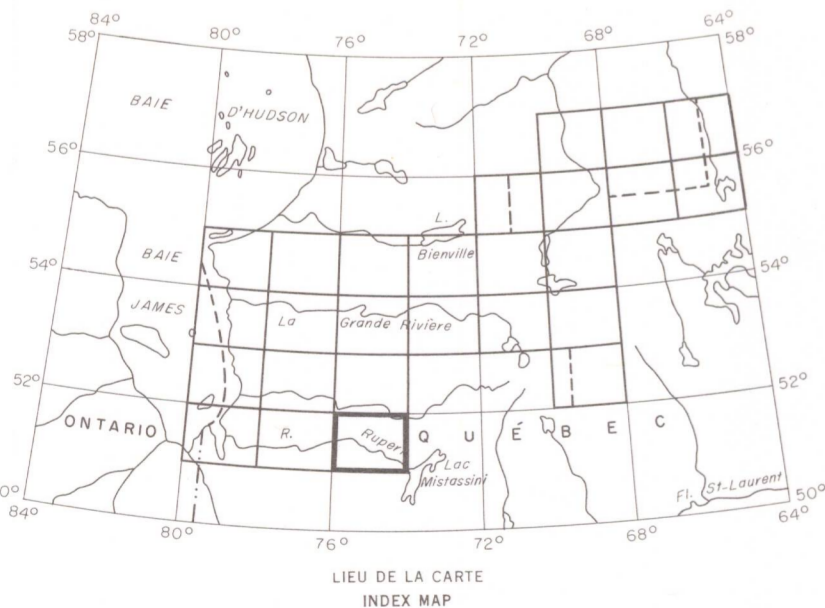 84° 80° 76° 72° 68° 64°
58° 58°
BAIE
D'HUDSON
56° 56°
L.
Bienville
BAIE
54° 54°
JAMES
La Grande Rivière
52° 52°
ONTARIO
R. Rupert
QUÉBEC
Lac
Mistassini
Fl. St-Laurent
0° 50°
84° 80° 76° 72° 68° 64°
LIEU DE LA CARTE
INDEX MAP